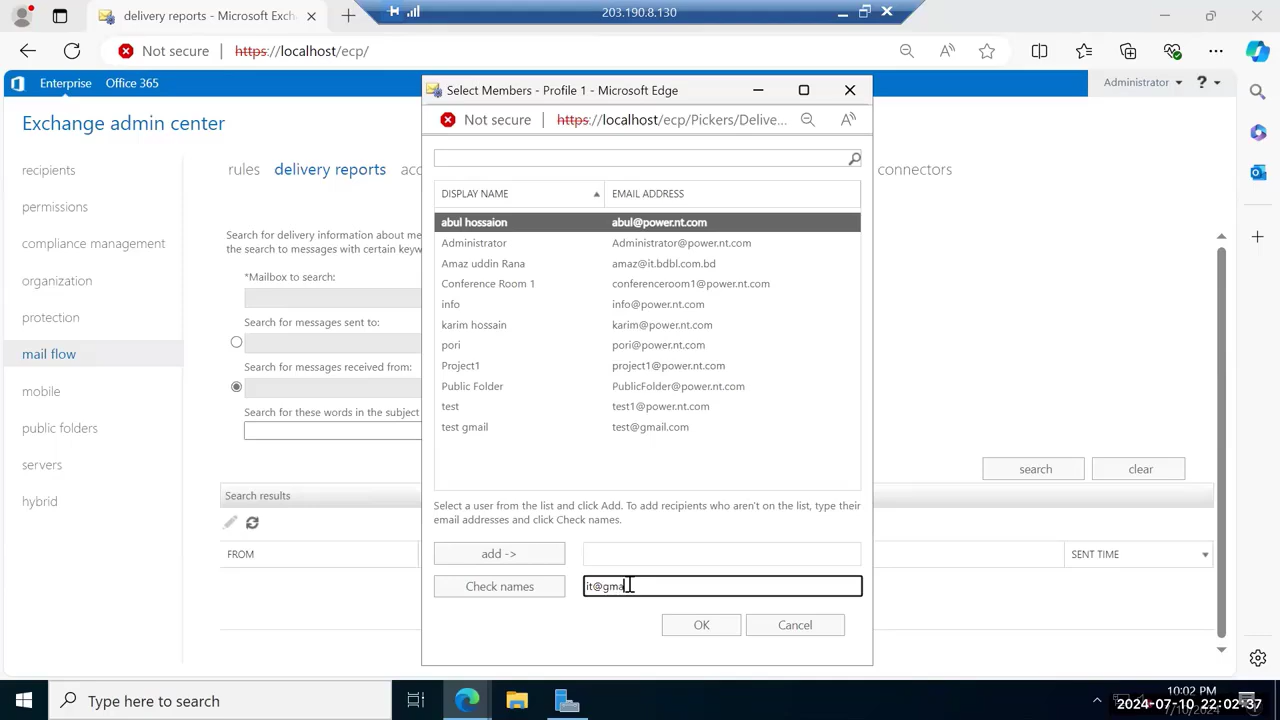 delivery reports - Microsoft Exch
203.190.8.130
Not secure
https://localhost/ecp/
Enterprise
Office 365
Administrator
?
Exchange admin center
recipients
permissions
compliance management
organization
protection
mail flow
mobile
public folders
servers
hybrid
rules
delivery reports
acc
connectors
Search for delivery information about me
the search to messages with certain keyw
*Mailbox to search:
Search for messages sent to:
Search for messages received from:
Search for these words in the subject
search
clear
Search results
FROM
SENT TIME
Select Members - Profile 1 - Microsoft Edge
Not secure
https://localhost/ecp/Pickers/Delive...
DISPLAY NAME
EMAIL ADDRESS
abul hossaion abul@power.nt.com
Administrator Administrator@power.nt.com
Amaz uddin Rana amaz@it.bdbl.com.bd
Conference Room 1 conferenceroom1@power.nt.com
info info@power.nt.com
karim hossain karim@power.nt.com
pori pori@power.nt.com
Project1 project1@power.nt.com
Public Folder PublicFolder@power.nt.com
test test1@power.nt.com
test gmail test@gmail.com
Select a user from the list and click Add. To add recipients who aren't on the list, type their
email addresses and click Check names.
add ->
Check names
it@gma
OK
Cancel
Type here to search
10:02 PM
2024-07-10 22:02:37